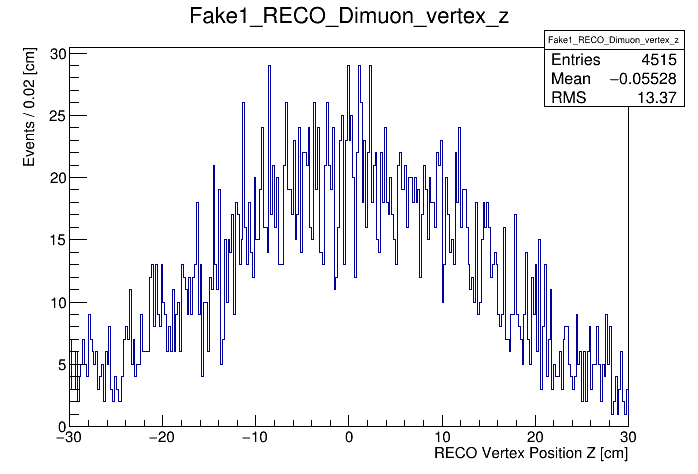 Fake1_RECO_Dimuon_vertex_z
Fake1_RECO_Dimuon_vertex_z
Entries 4515
Mean −0.05528
RMS 13.37
Events / 0.02 [cm]
30
25
20
15
10
5
0
−30 −20 −10 0 10 20 30
RECO Vertex Position Z [cm]